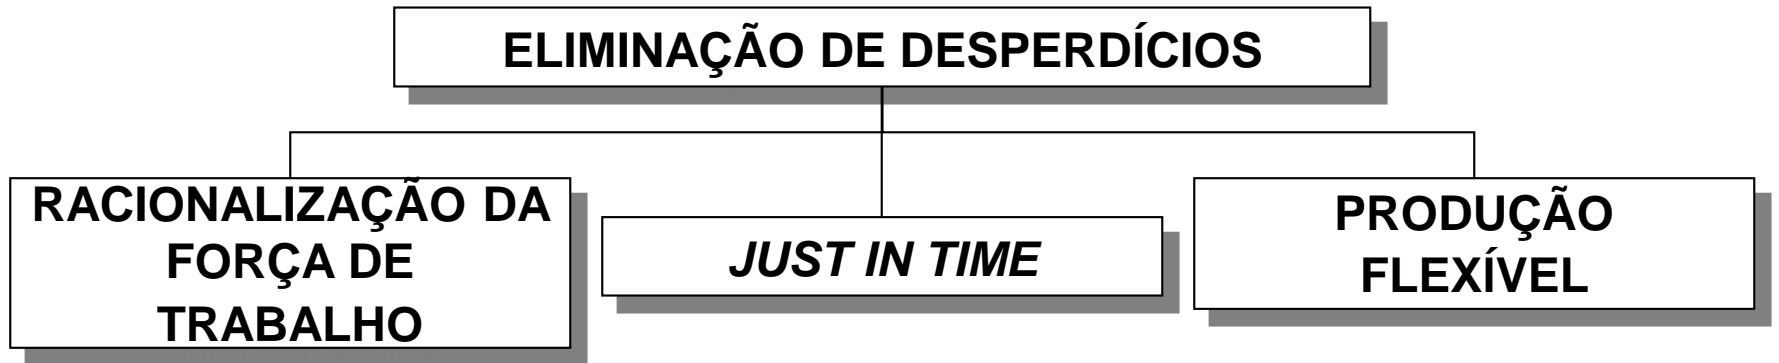 ELIMINAÇÃO DE DESPERDÍCIOS
RACIONALIZAÇÃO DA
FORÇA DE
TRABALHO
JUST IN TIME
PRODUÇÃO
FLEXÍVEL